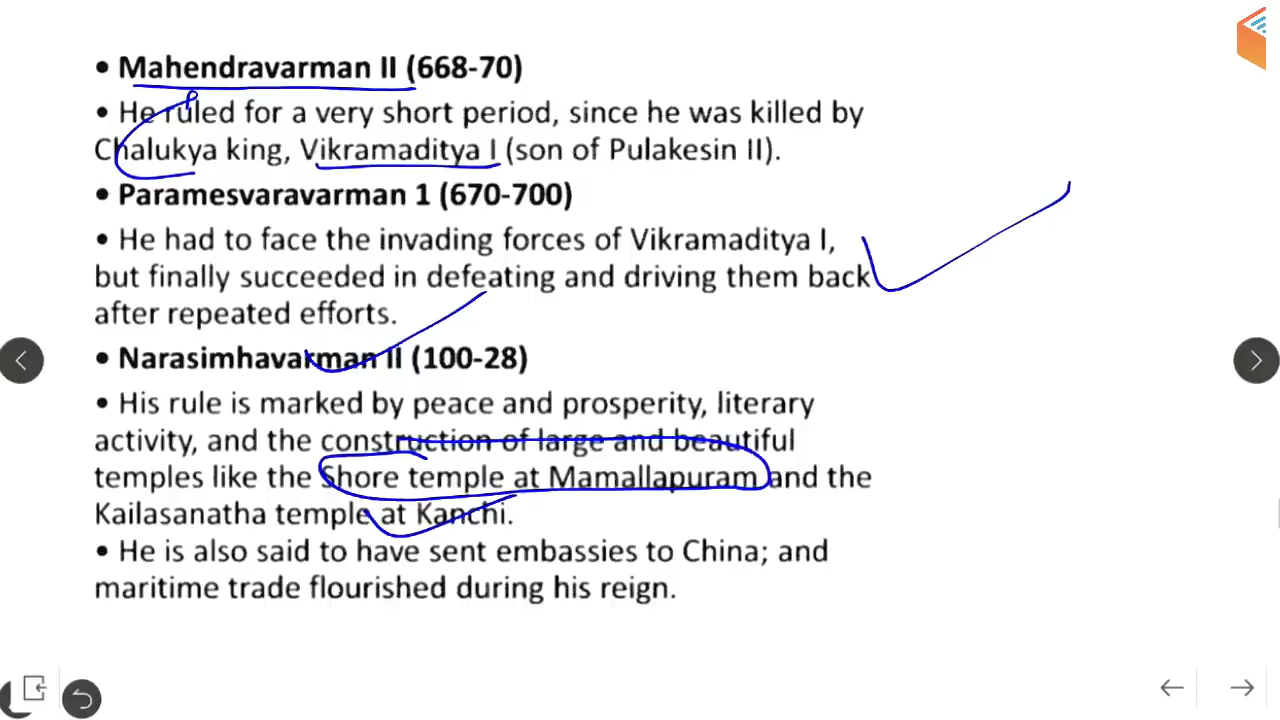 • Mahendravarman II (668-70)
• He ruled for a very short period, since he was killed by
Chalukya king, Vikramaditya I (son of Pulakesin II).
• Paramesvaravarman 1 (670-700)
• He had to face the invading forces of Vikramaditya I,
but finally succeeded in defeating and driving them back
after repeated efforts.
• Narasimhavarman II (100-28)
• His rule is marked by peace and prosperity, literary
activity, and the construction of large and beautiful
temples like the Shore temple at Mamallapuram and the
Kailasanatha temple at Kanchi.
• He is also said to have sent embassies to China; and
maritime trade flourished during his reign.